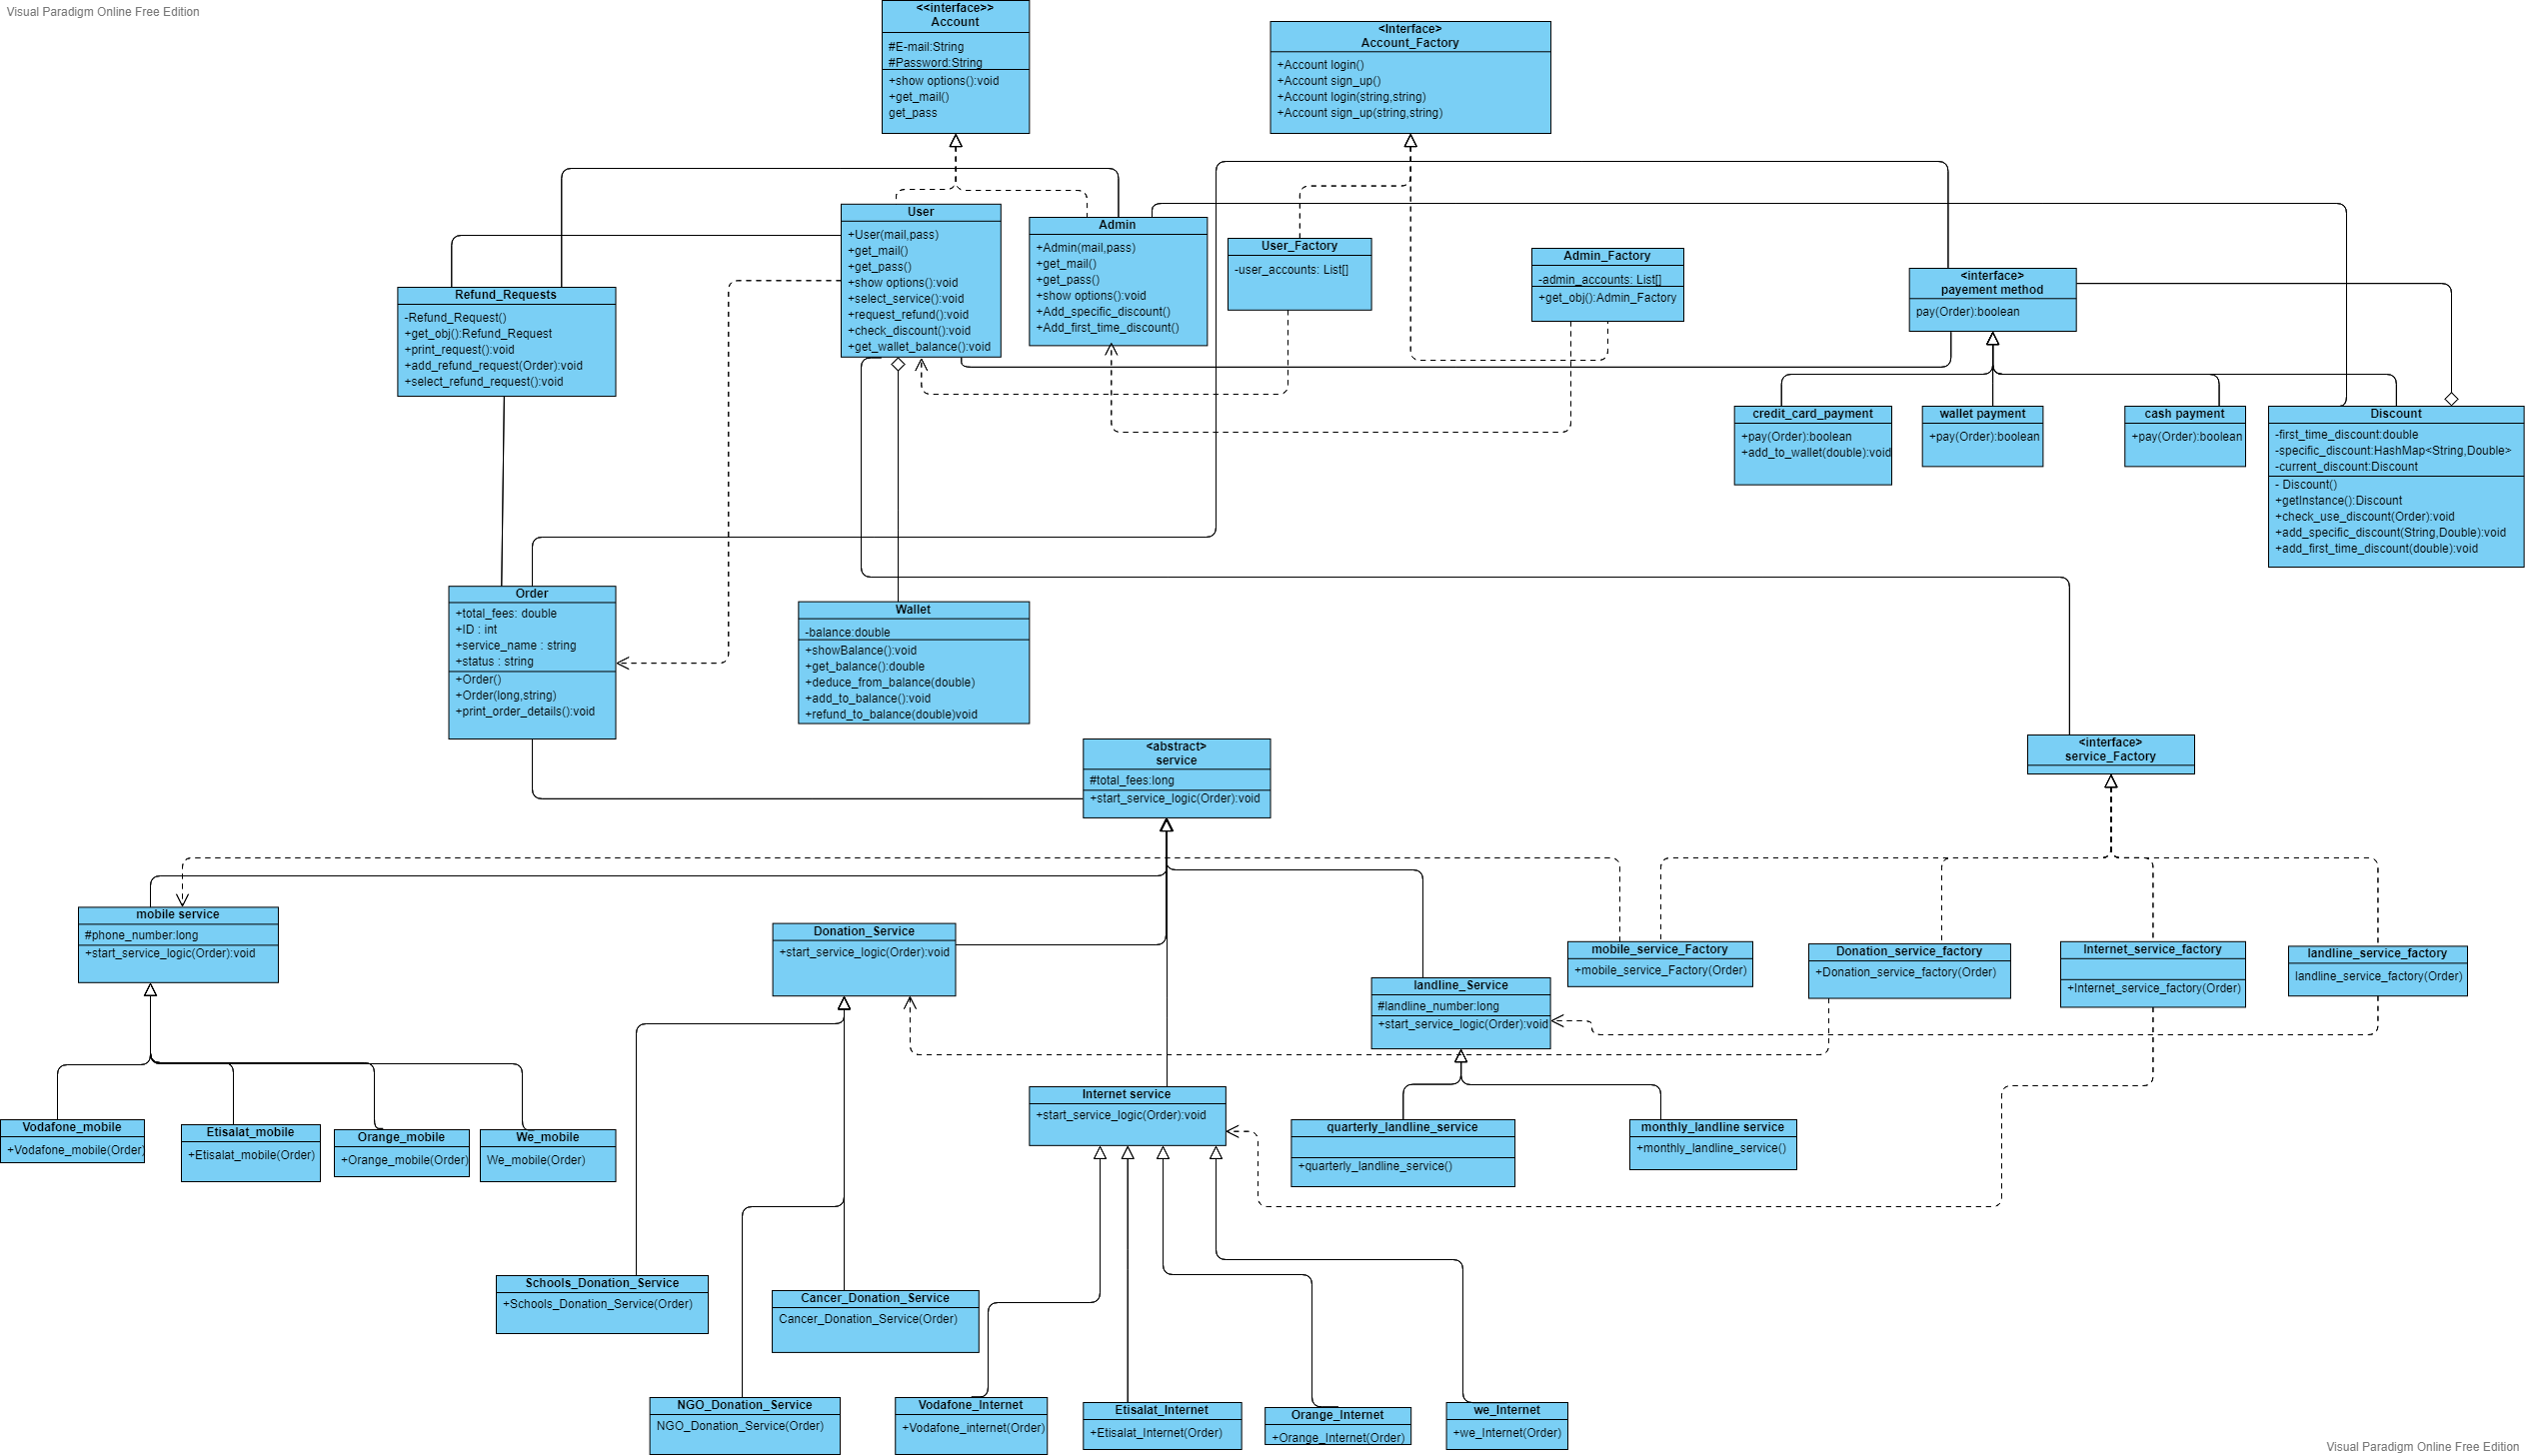 Visual Paradigm Online Free Edition
<<interface>>
Account
#E-mail:String
#Password:String
+show options():void
+get_mail()
get_pass
<Interface>
Account_Factory
+Account login()
+Account sign_up()
+Account login(string,string)
+Account sign_up(string,string)
User
+User(mail,pass)
+get_mail()
+get_pass()
+show options():void
+select_service():void
+request_refund():void
+check_discount():void
+get_wallet_balance():void
Admin
+Admin(mail,pass)
+get_mail()
+get_pass()
+show options():void
+Add_specific_discount()
+Add_first_time_discount()
User_Factory
-user_accounts: List[]
Admin_Factory
-admin_accounts: List[]
+get_obj():Admin_Factory
<interface>
payement method
pay(Order):boolean
Refund_Requests
-Refund_Request()
+get_obj():Refund_Request
+print_request():void
+add_refund_request(Order):void
+select_refund_request():void
credit_card_payment
+pay(Order):boolean
+add_to_wallet(double):void
wallet payment
+pay(Order):boolean
cash payment
+pay(Order):boolean
Discount
-first_time_discount:double
-specific_discount:HashMap<String,Double>
-current_discount:Discount
- Discount()
+getInstance():Discount
+check_use_discount(Order):void
+add_specific_discount(String,Double):void
+add_first_time_discount(double):void
Order
+total_fees: double
+ID : int
+service_name : string
+status : string
+Order()
+Order(long,string)
+print_order_details():void
Wallet
-balance:double
+showBalance():void
+get_balance():double
+deduce_from_balance(double)
+add_to_balance():void
+refund_to_balance(double)void
<abstract>
service
#total_fees:long
+start_service_logic(Order):void
<interface>
service_Factory
mobile service
#phone_number:long
+start_service_logic(Order):void
Donation_Service
+start_service_logic(Order):void
landline_Service
#landline_number:long
+start_service_logic(Order):void
mobile_service_Factory
+mobile_service_Factory(Order)
Donation_service_factory
+Donation_service_factory(Order)
Internet_service_factory
+Internet_service_factory(Order)
landline_service_factory
landline_service_factory(Order)
Internet service
+start_service_logic(Order):void
Vodafone_mobile
+Vodafone_mobile(Order)
Etisalat_mobile
+Etisalat_mobile(Order)
Orange_mobile
+Orange_mobile(Order)
We_mobile
We_mobile(Order)
quarterly_landline_service
+quarterly_landline_service()
monthly_landline service
+monthly_landline_service()
Schools_Donation_Service
+Schools_Donation_Service(Order)
Cancer_Donation_Service
Cancer_Donation_Service(Order)
NGO_Donation_Service
NGO_Donation_Service(Order)
Vodafone_Internet
+Vodafone_internet(Order)
Etisalat_Internet
+Etisalat_Internet(Order)
Orange_Internet
+Orange_Internet(Order)
we_Internet
+we_Internet(Order)
Visual Paradigm Online Free Edition